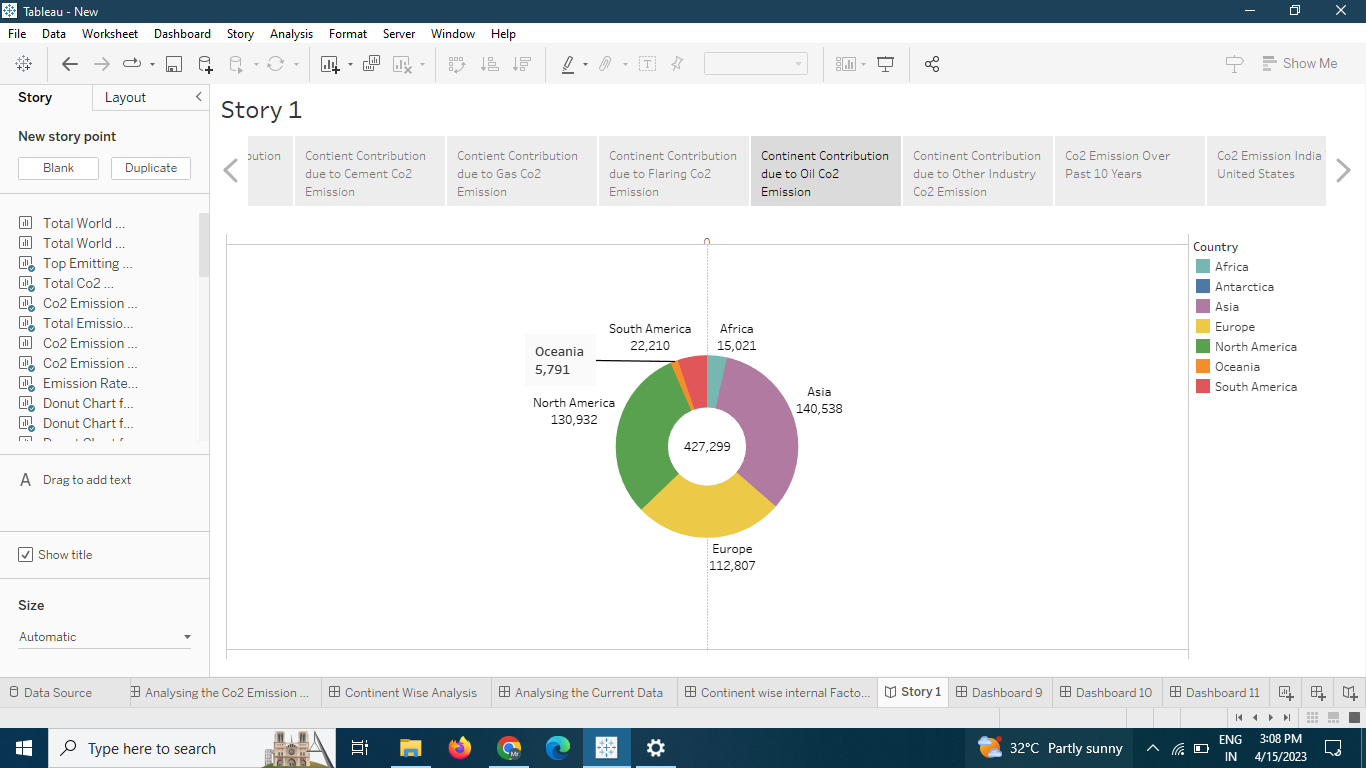 Tableau - New
File Data Worksheet Dashboard Story Analysis Format Server Window Help
Show Me
Story Layout
New story point
Blank Duplicate
Total World ...
Total World ...
Top Emitting ...
Total Co2 ...
Co2 Emission ...
Total Emissio...
Co2 Emission ...
Co2 Emission ...
Emission Rate...
Donut Chart f...
Donut Chart f...
A Drag to add text
Show title
Size
Automatic
Story 1
bution
Contient Contribution
due to Cement Co2
Emission
Contient Contribution
due to Gas Co2
Emission
Continent Contribution
due to Flaring Co2
Emission
Continent Contribution
due to Oil Co2
Emission
Continent Contribution
due to Other Industry
Co2 Emission
Co2 Emission Over
Past 10 Years
Co2 Emission India
United States
South America
22,210
Africa
15,021
Oceania
5,791
Asia
140,538
North America
130,932
427,299
Europe
112,807
Country
Africa
Antarctica
Asia
Europe
North America
Oceania
South America
Data Source Analysing the Co2 Emission ... Continent Wise Analysis Analysing the Current Data Continent wise internal Facto... Story 1 Dashboard 9 Dashboard 10 Dashboard 11
Type here to search
32°C Partly sunny
ENG
IN
3:08 PM
4/15/2023